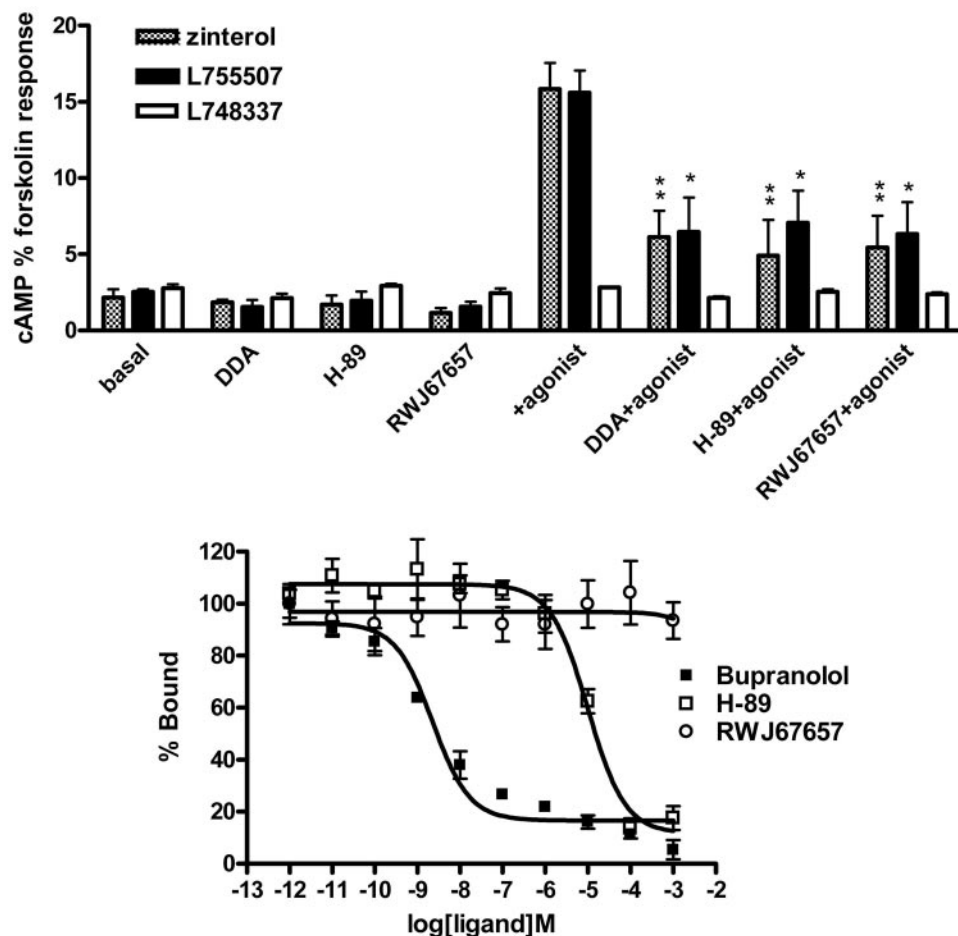 20
15
10
5
0
cAMP % forskolin response
zinterol
L755507
L748337
* *
*
* *
*
* *
*
basal
DDA
H-89
RWJ67657
+agonist
DDA+agonist
H-89+agonist
RWJ67657+agonist
120
100
80
60
40
20
0
% Bound
Bupranolol
H-89
RWJ67657
-13 -12 -11 -10 -9 -8 -7 -6 -5 -4 -3 -2
log[ligand]M